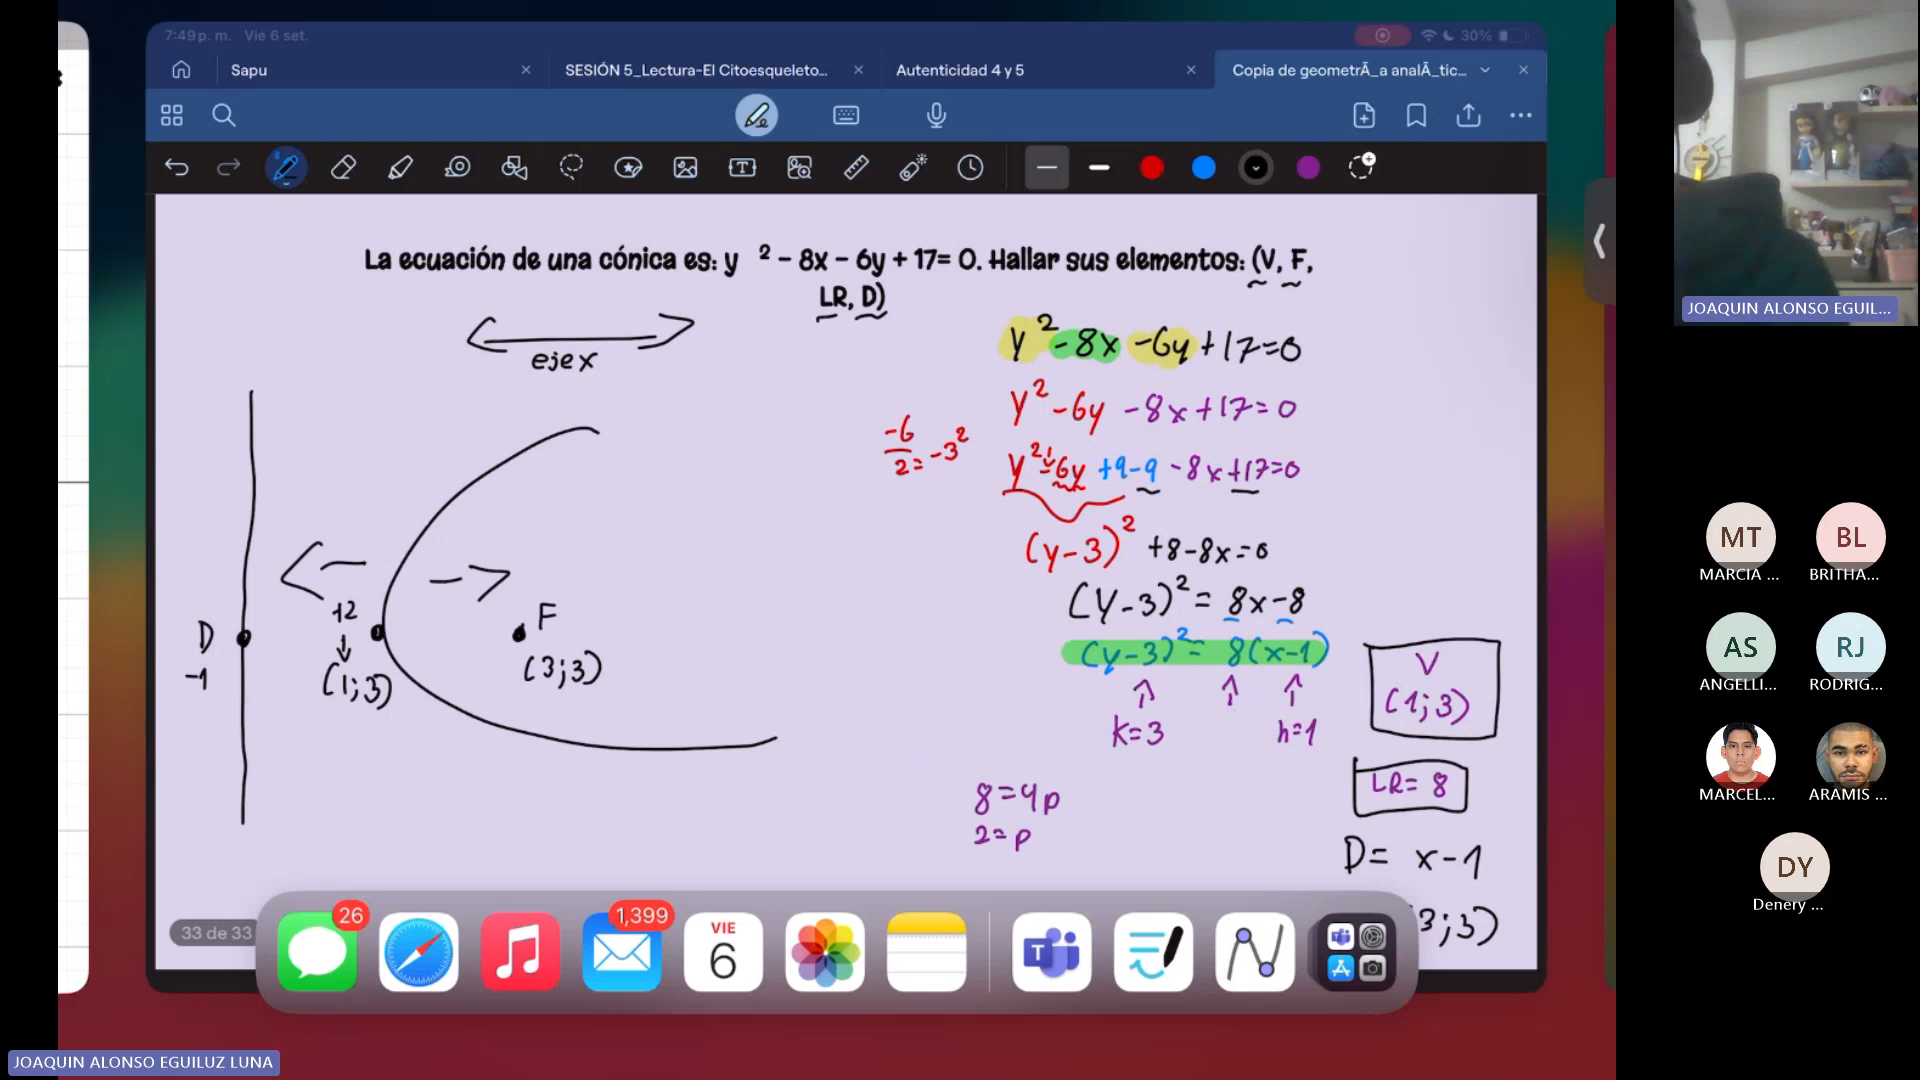 7:49 p. m. Vie 6 set.
30%
Sapu
SESIÓN 5_Lectura-El Citoesqueleto...
Autenticidad 4 y 5
Copia de geometrÃ_a analÃ_tic...
La ecuación de una cónica es: y 2 - 8x - 6y + 17= 0. Hallar sus elementos: (V, F,
LR, D)
eje x
y² -8x -6y +17=0
y² -6y -8x +17=0
-6/2 = -3²
y² -6y +9 -9 -8x +17=0
(y-3)² +8-8x=0
(y-3)² = 8x-8
(y-3)² = 8(x-1)
k=3
h=1
V
(1;3)
LR= 8
8=4p
2=p
D= x-1
3;3)
D
-1
+2
(1;3)
F
(3;3)
33 de 33
26
1,399
VIE
6
JOAQUIN ALONSO EGUIL...
MT
MARCIA ...
BL
BRITHA...
AS
ANGELLI...
RJ
RODRIG...
MARCEL...
ARAMIS ...
DY
Denery ...
JOAQUIN ALONSO EGUILUZ LUNA